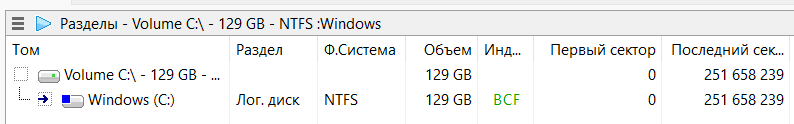 Разделы - Volume C:\ - 129 GB - NTFS :Windows
Том Раздел Ф.Система Объем Инд... Первый сектор Последний сек...
Volume C:\ - 129 GB - ... 129 GB 0 251 658 239
Windows (C:) Лог. диск NTFS 129 GB BCF 0 251 658 239